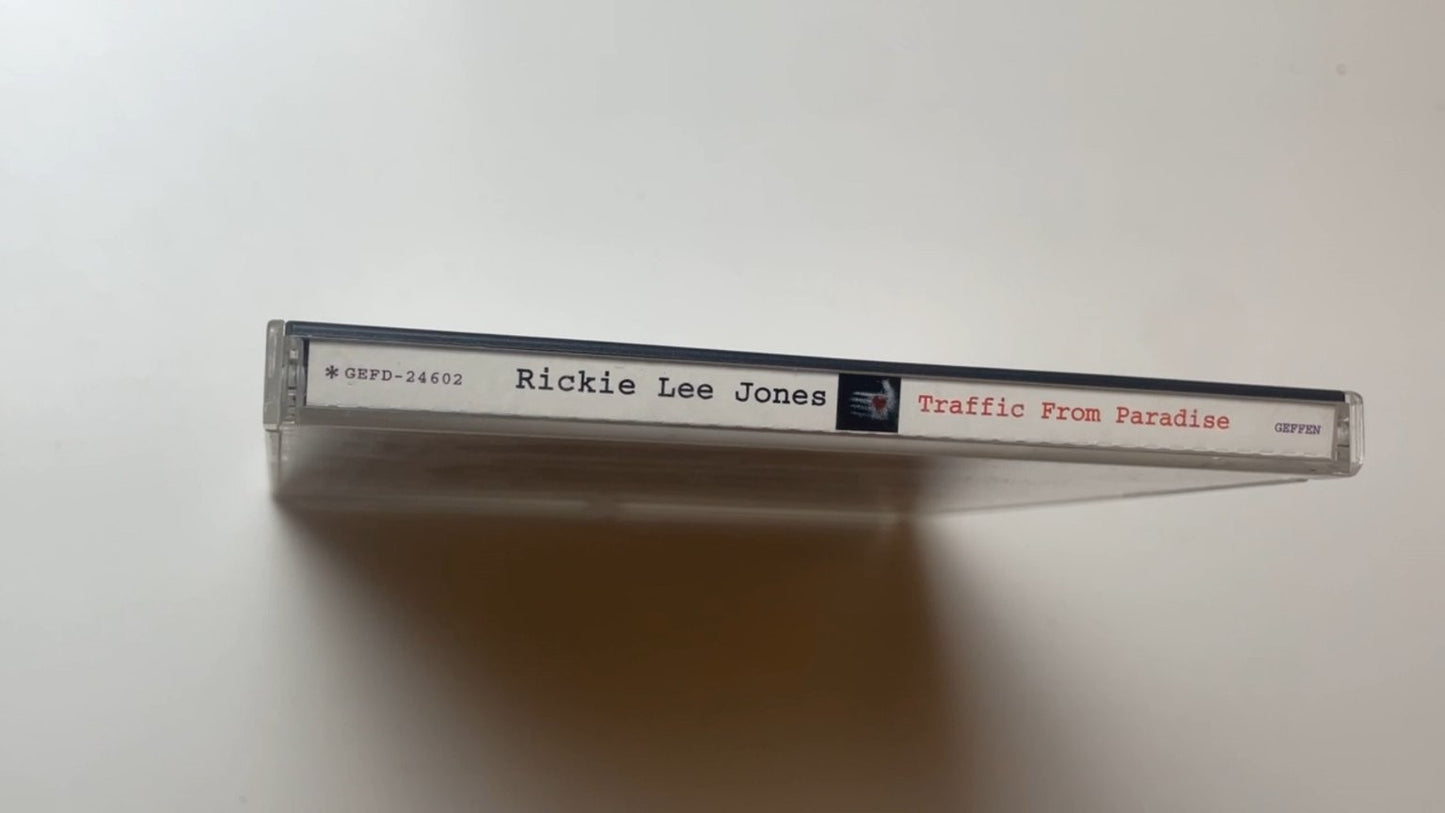 *GEFD-24602 Rickie Lee Jones Traffic From Paradise GEFFEN